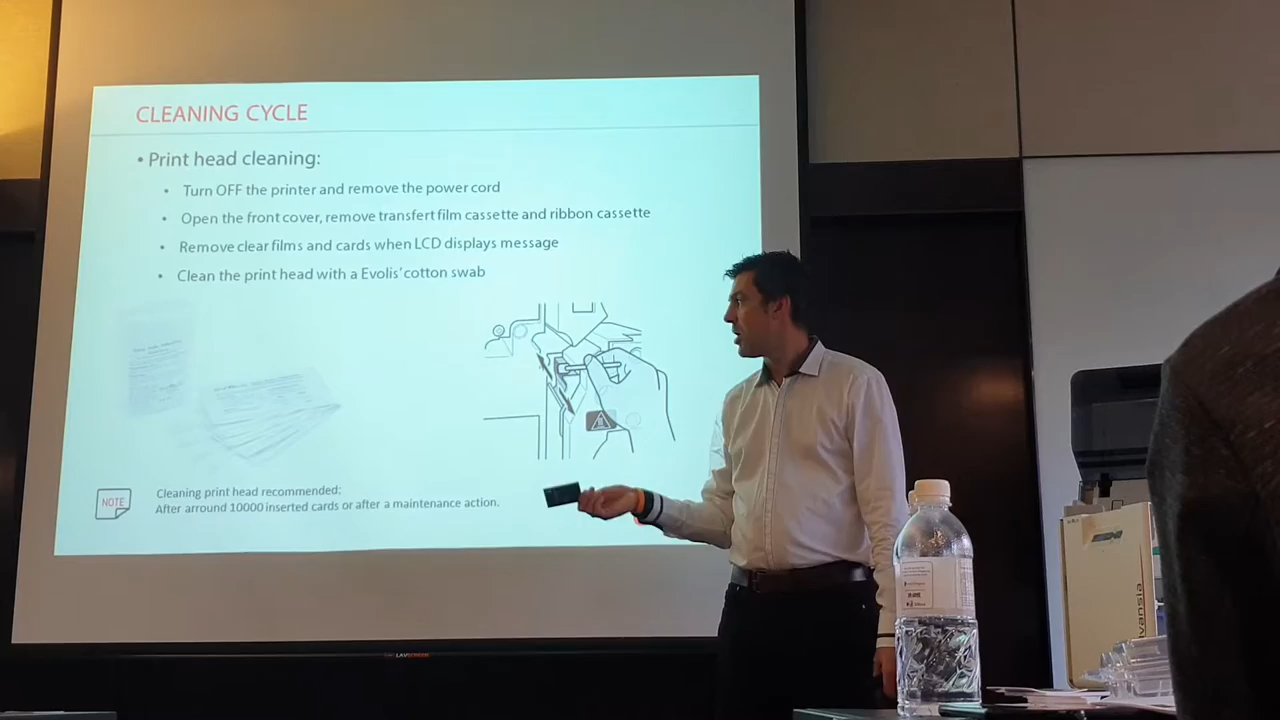 CLEANING CYCLE
• Print head cleaning:
• Turn OFF the printer and remove the power cord
• Open the front cover, remove transfert film cassette and ribbon cassette
• Remove clear films and cards when LCD displays message
• Clean the print head with a Evolis' cotton swab
NOTE
Cleaning print head recommended:
After arround 10000 inserted cards or after a maintenance action.
vansia